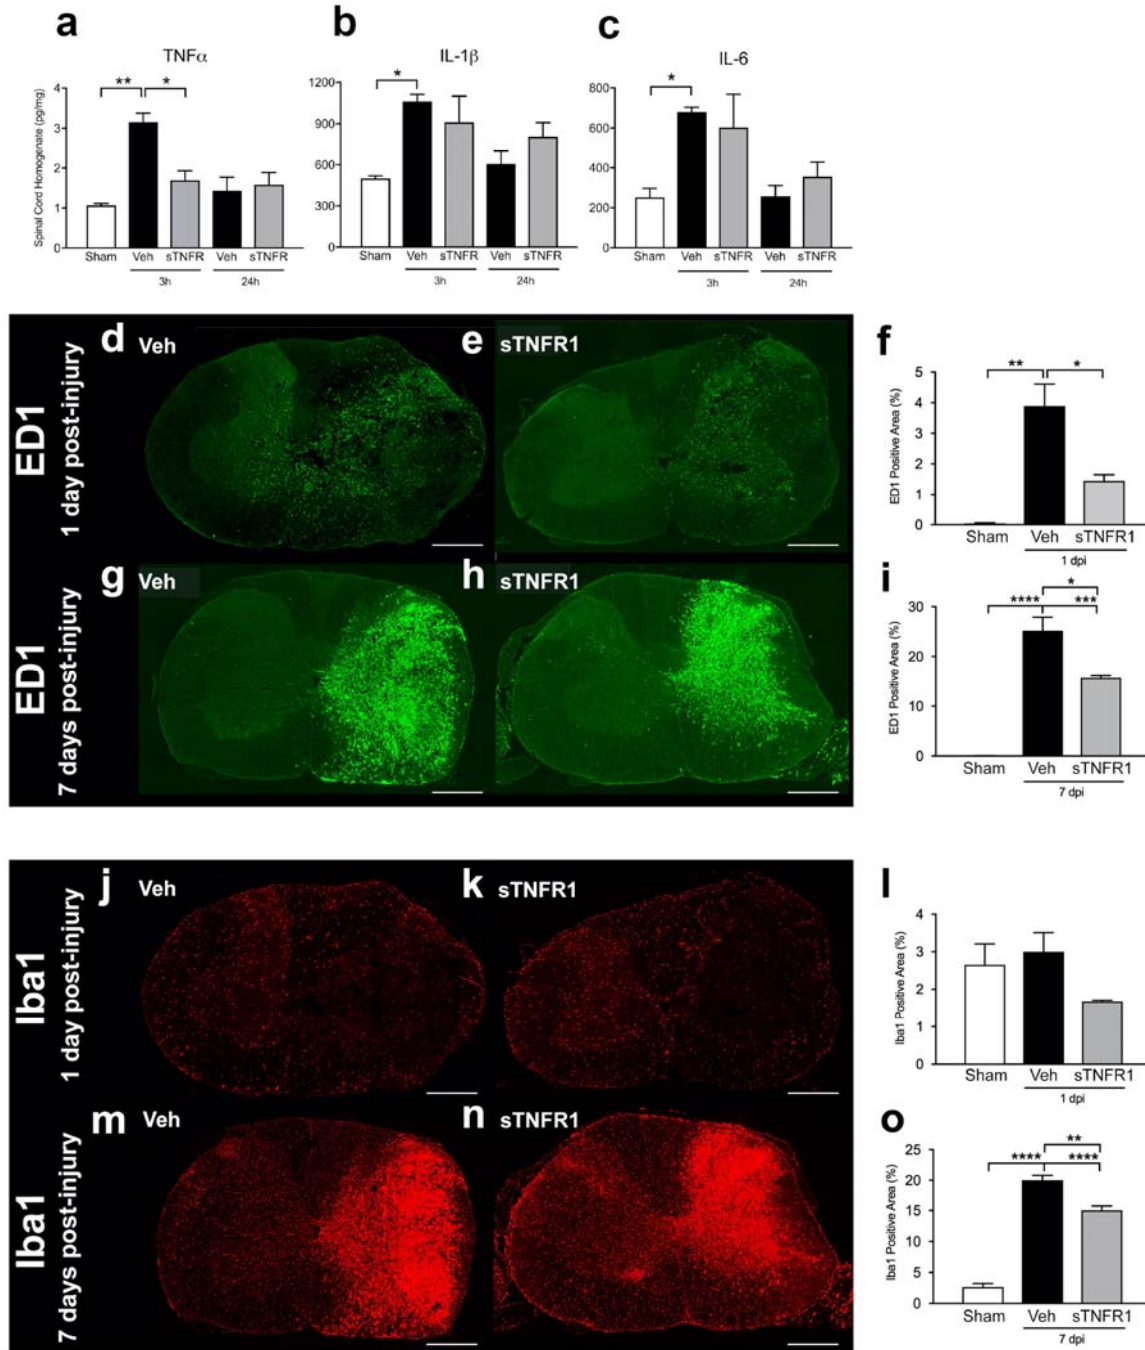 a
b
c
TNFα
IL-1β
IL-6
Spinal Cord Homogenate (pg/mg)
4
3
2
1
0
**
*
Sham
Veh
sTNFR
Veh
sTNFR
3h
24h
1200
900
600
300
0
*
Sham
Veh
sTNFR
Veh
sTNFR
3h
24h
800
600
400
200
0
*
Sham
Veh
sTNFR
Veh
sTNFR
3h
24h
ED1
1 day post-injury
d
Veh
e
sTNFR1
f
ED1 Positive Area (%)
5
4
3
2
1
0
**
*
Sham
Veh
sTNFR1
1 dpi
ED1
7 days post-injury
g
Veh
h
sTNFR1
i
ED1 Positive Area (%)
30
20
10
0
*
****
***
Sham
Veh
sTNFR1
7 dpi
Iba1
1 day post-injury
j
Veh
k
sTNFR1
l
Iba1 Positive Area (%)
4
3
2
1
0
Sham
Veh
sTNFR1
1 dpi
Iba1
7 days post-injury
m
Veh
n
sTNFR1
o
Iba1 Positive Area (%)
25
20
15
10
5
0
**
****
****
Sham
Veh
sTNFR1
7 dpi